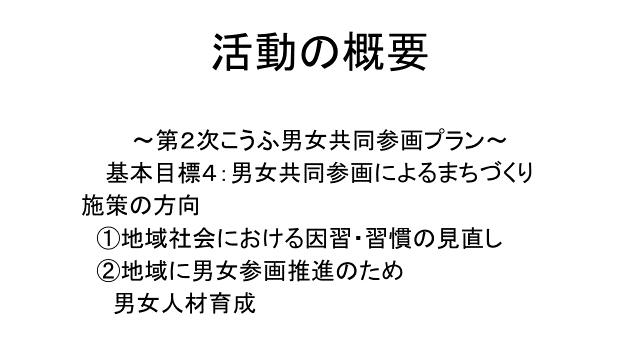 活動の概要
～第２次こうふ男女共同参画プラン～
基本目標４：男女共同参画によるまちづくり
施策の方向
①地域社会における因習・習慣の見直し
②地域に男女参画推進のため
男女人材育成